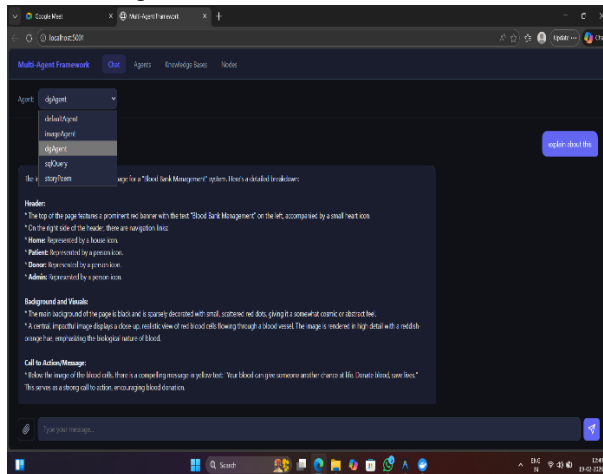 Google Meet
Multi-Agent Framework
localhost:5001
Update
Multi-Agent Framework Chat Agents Knowledge Bases Nodes
Agent: dgAgent
defaultAgent
imageAgent
dgAgent
sqlQuery
storyPoem
explain about this
page for a "Blood Bank Management" system. Here's a detailed breakdown:
Header:
* The top of the page features a prominent red banner with the text "Blood Bank Management" on the left, accompanied by a small heart icon.
* On the right side of the header, there are navigation links:
* Home: Represented by a house icon.
* Patient: Represented by a person icon.
* Donor: Represented by a person icon.
* Admin: Represented by a person icon.
Background and Visuals:
* The main background of the page is black and is sparsely decorated with small, scattered red dots, giving it a somewhat cosmic or abstract feel.
* A central, impactful image displays a close-up, realistic view of red blood cells flowing through a blood vessel. The image is rendered in high detail with a reddish-
orange hue, emphasizing the biological nature of blood.
Call to Action/Message:
* Below the image of the blood cells, there is a compelling message in yellow text: "Your blood can give someone another chance at life. Donate blood, save lives."
This serves as a strong call to action, encouraging blood donation.
Type your message...
Search
ENG
IN